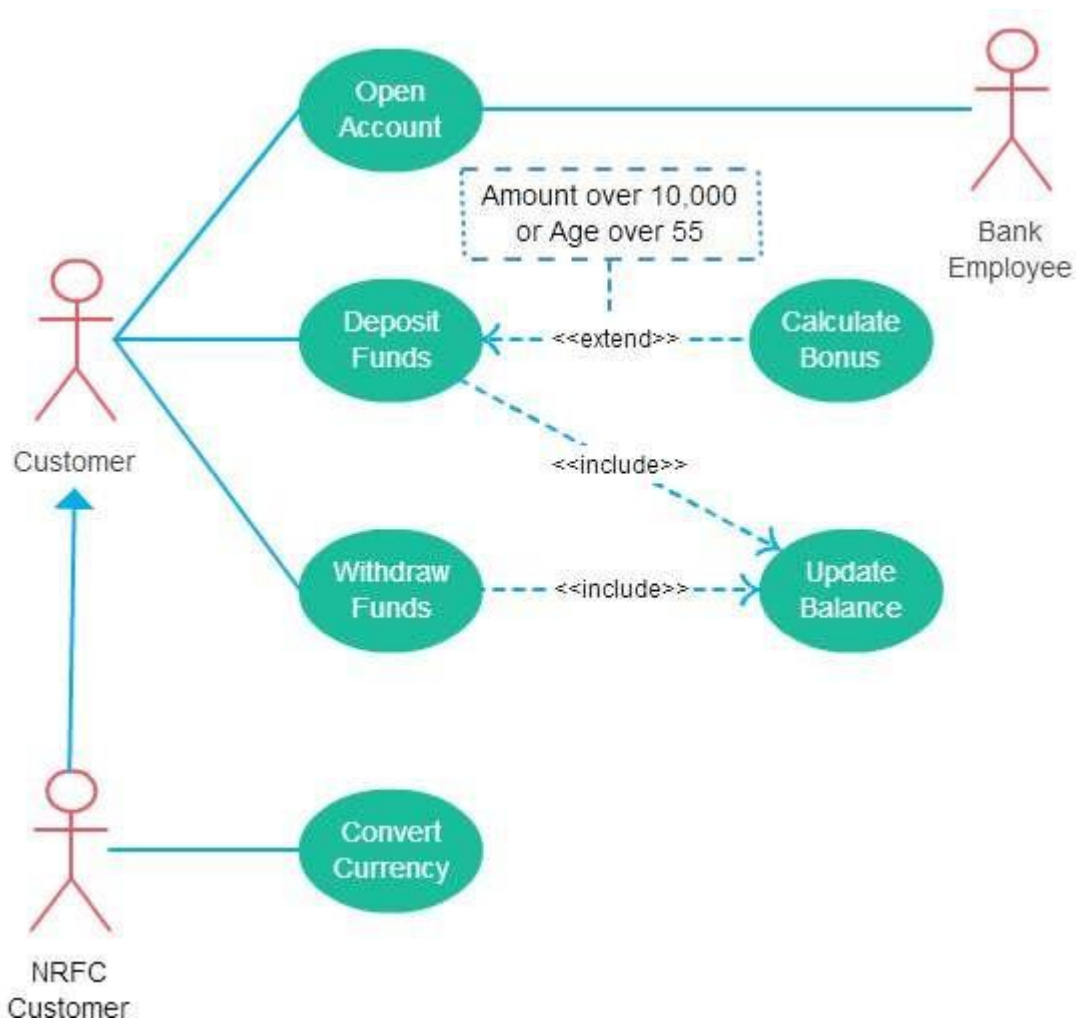 Open
Account
Amount over 10,000
or Age over 55
Bank
Employee
Deposit
Funds
<<extend>>
Calculate
Bonus
Customer
<<include>>
Withdraw
Funds
<<include>>
Update
Balance
Convert
Currency
NRFC
Customer